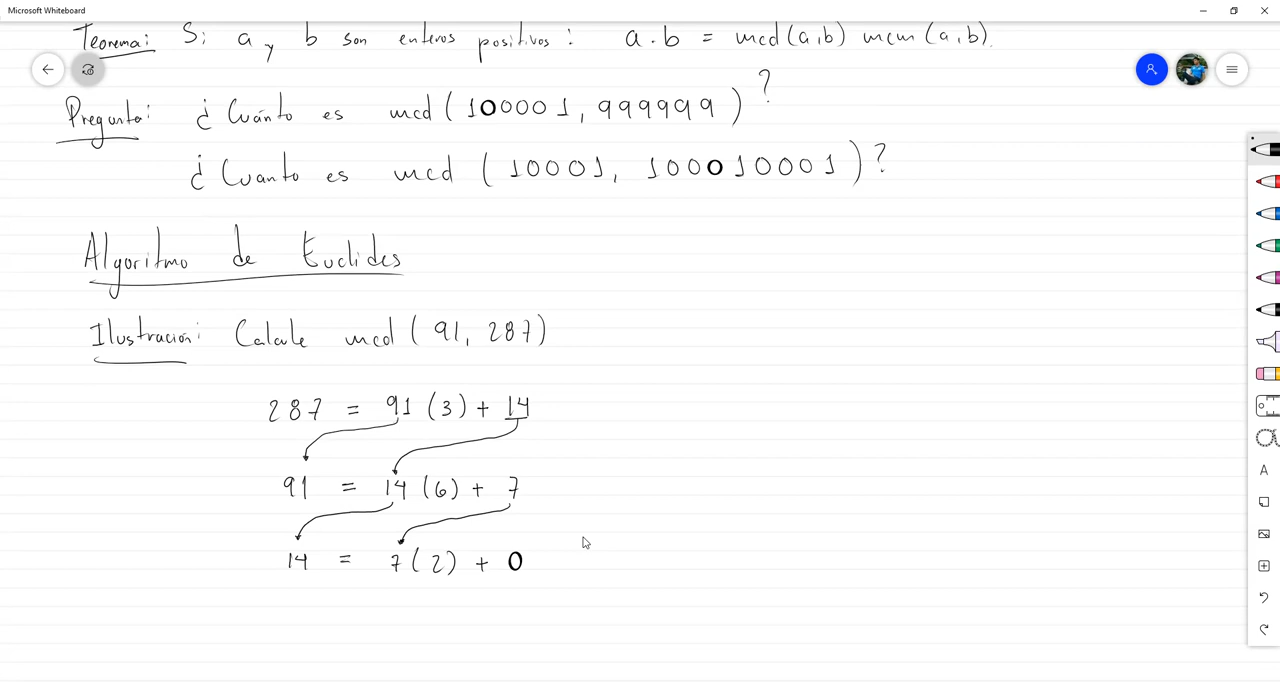 Microsoft Whiteboard
Teorema: Si a y b son enteros positivos: a.b = mcd(a,b) mcm(a,b).
Pregunta: ¿Cuánto es mcd(100001, 999999)?
¿Cuanto es mcd (10001, 100010001)?
Algoritmo de Euclides
Ilustración: Calcule mcd(91, 287)
287 = 91(3) + 14
91 = 14(6) + 7
14 = 7(2) + 0
A